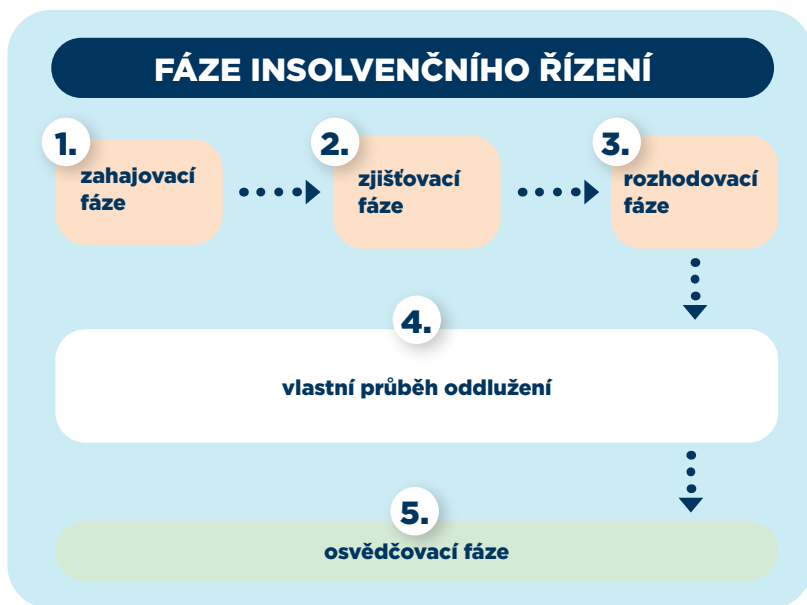 FÁZE INSOLVENČNÍHO ŘÍZENÍ
1.
zahajovací
fáze
2.
zjišťovací
fáze
3.
rozhodovací
fáze
4.
vlastní průběh oddlužení
5.
osvědčovací fáze